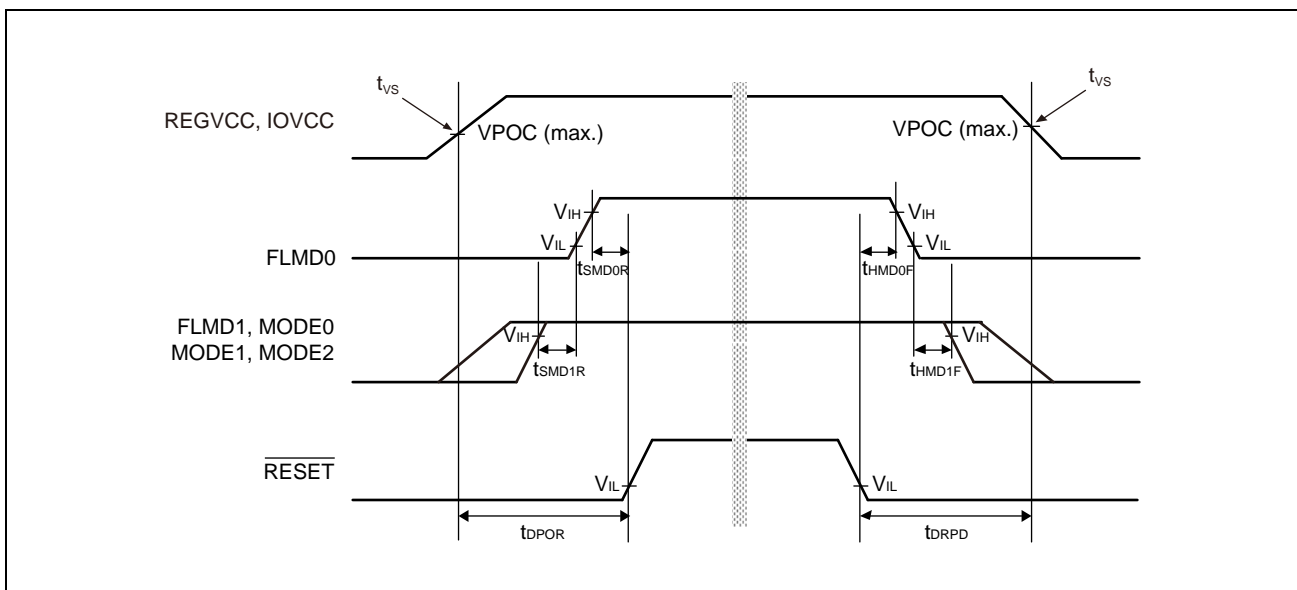 tVS
tVS
REGVCC, IOVCC
VPOC (max.)
VPOC (max.)
VIH
VIH
VIL
VIL
FLMD0
tSMD0R
tHMD0F
FLMD1, MODE0
MODE1, MODE2
VIH
VIH
tSMD1R
tHMD1F
RESET
VIL
VIL
tDPOR
tDRPD